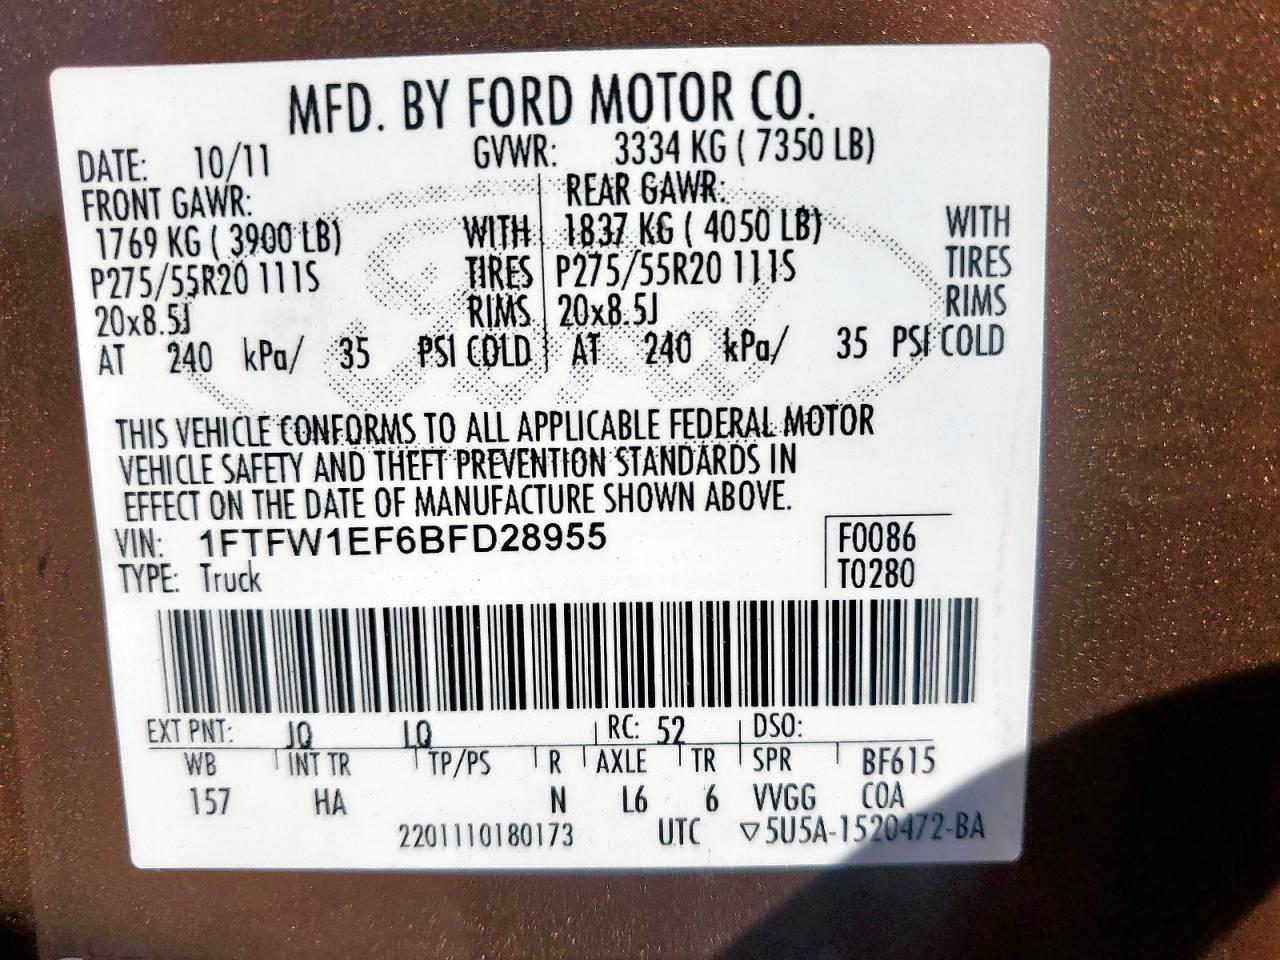 MFD. BY FORD MOTOR CO.
DATE: 10/11 GVWR: 3334 KG ( 7350 LB)
FRONT GAWR: REAR GAWR:
1769 KG ( 3900 LB) WITH 1837 KG ( 4050 LB) WITH
P275/55R20 111S TIRES P275/55R20 111S TIRES
20x8.5J RIMS 20x8.5J RIMS
AT 240 kPa/ 35 PSI COLD AT 240 kPa/ 35 PSI COLD
THIS VEHICLE CONFORMS TO ALL APPLICABLE FEDERAL MOTOR
VEHICLE SAFETY AND THEFT PREVENTION STANDARDS IN
EFFECT ON THE DATE OF MANUFACTURE SHOWN ABOVE.
VIN: 1FTFW1EF6BFD28955 F0086
TYPE: Truck T0280
EXT PNT: JQ LQ RC: 52 DSO:
WB INT TR TP/PS R AXLE TR SPR BF615
157 HA N L6 6 VVGG COA
2201110180173 UTC ▽5U5A-1520472-BA